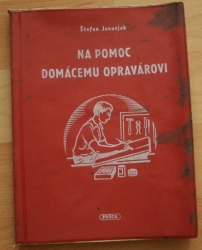 Štefan Janovjak
NA POMOC
DOMÁCEMU OPRAVÁROVI
PRÁCA